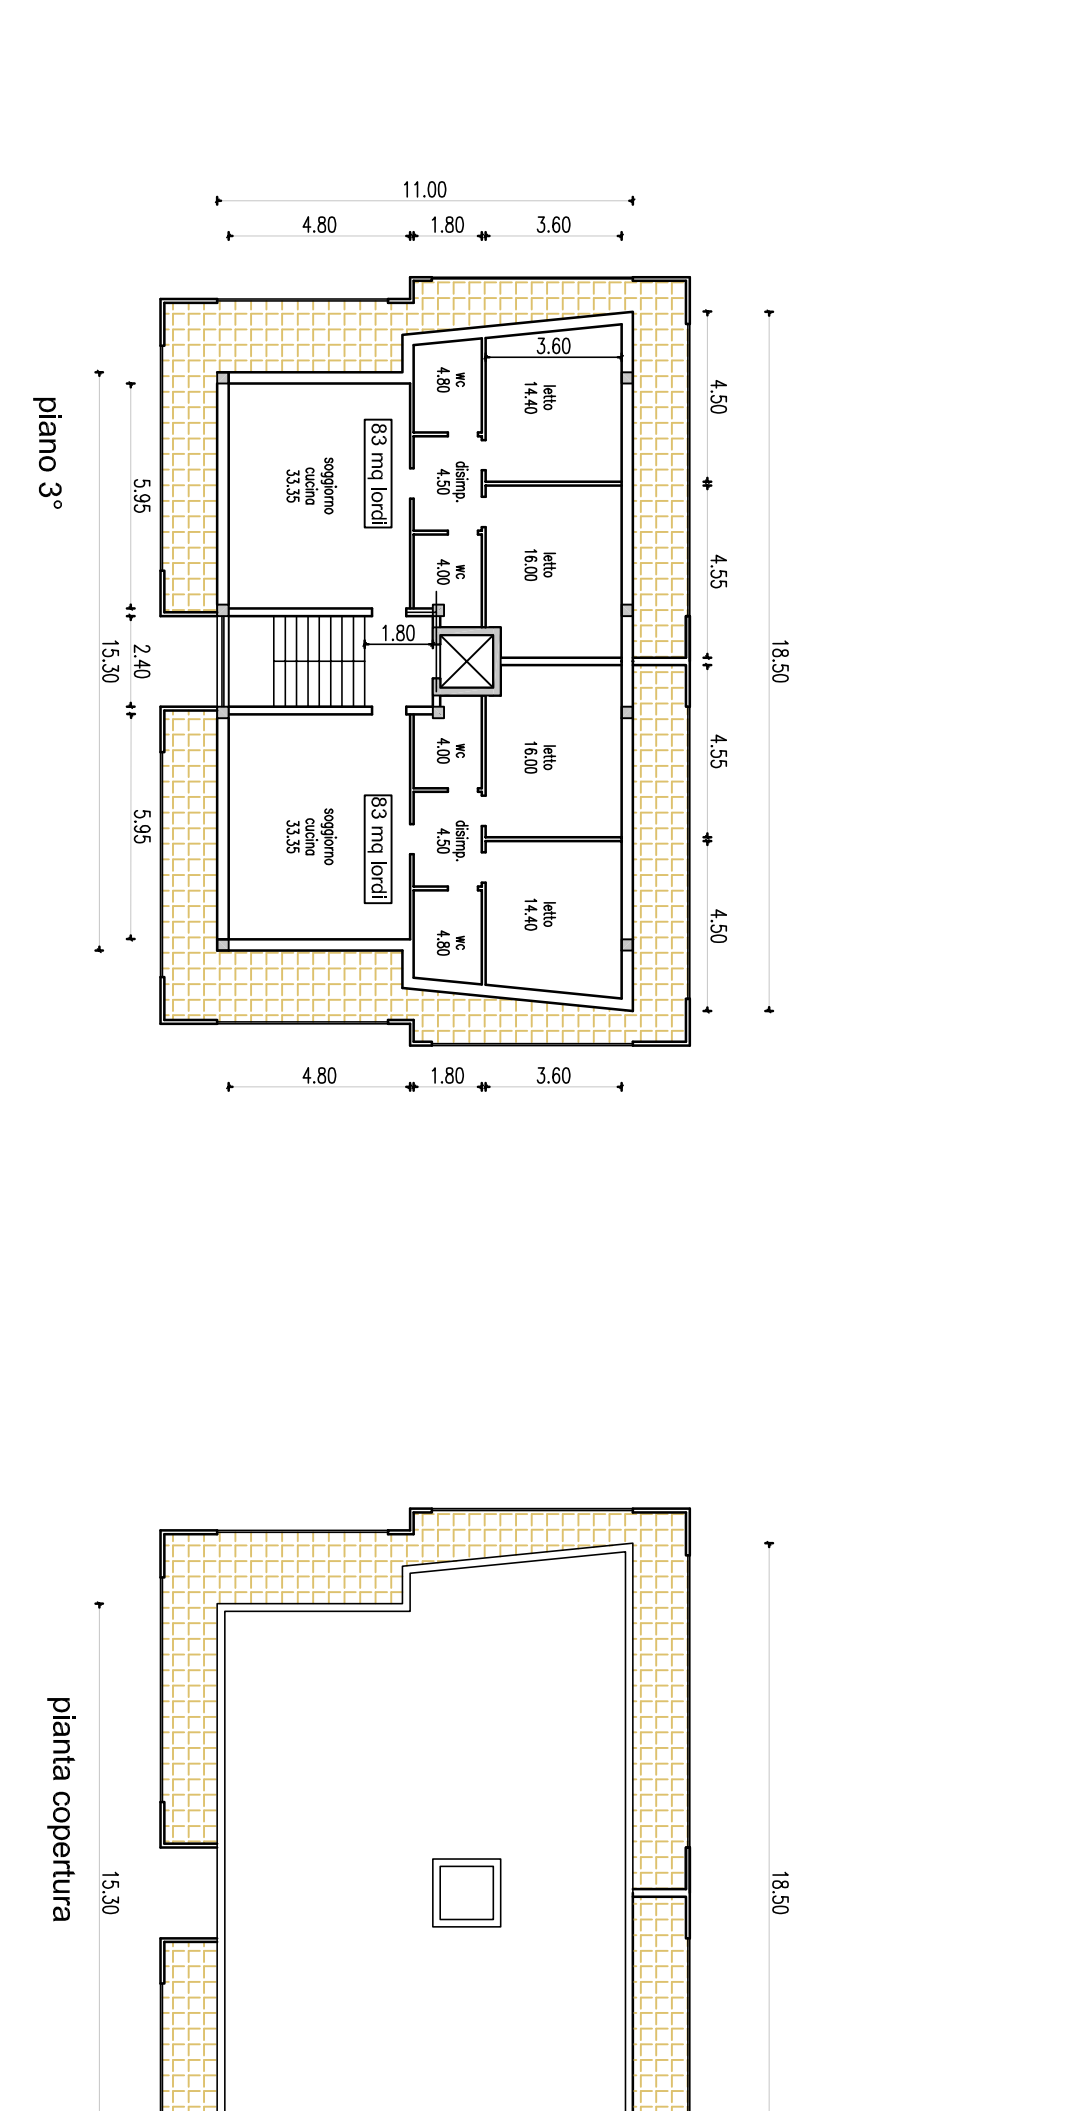 11.00
4.80
1.80
3.60
18.50
4.50
4.55
4.55
4.50
3.60
letto
14.40
letto
16.00
letto
16.00
letto
14.40
wc
4.80
disimp.
4.50
wc
4.00
wc
4.00
disimp.
4.50
wc
4.80
83 mq lordi
83 mq lordi
1.80
soggiorno
cucina
33.35
soggiorno
cucina
33.35
5.95
2.40
5.95
15.30
4.80
1.80
3.60
piano 3°
18.50
15.30
pianta copertura